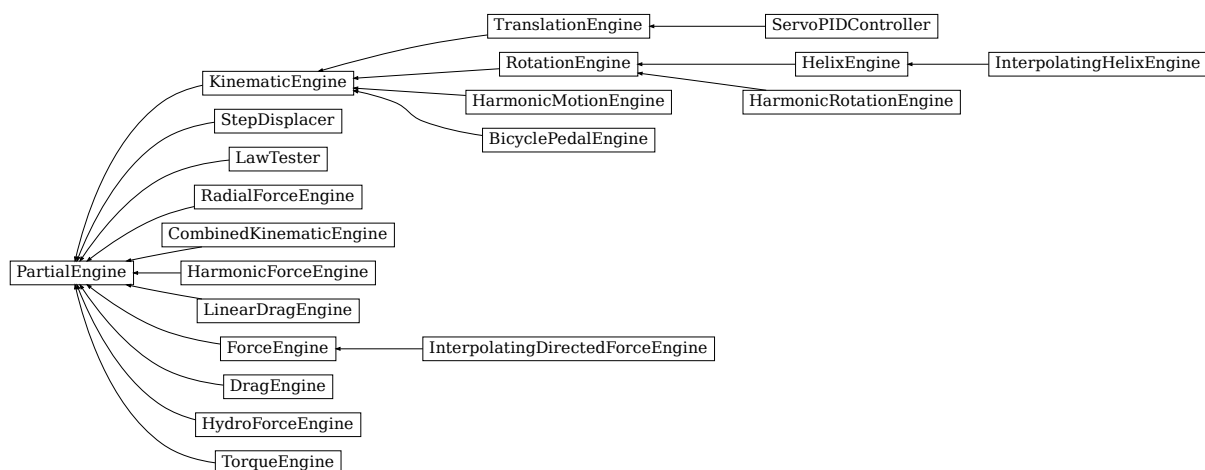 TranslationEngine
ServoPIDController
RotationEngine
HelixEngine
InterpolatingHelixEngine
KinematicEngine
HarmonicMotionEngine
HarmonicRotationEngine
StepDisplacer
BicyclePedalEngine
LawTester
RadialForceEngine
CombinedKinematicEngine
PartialEngine
HarmonicForceEngine
LinearDragEngine
ForceEngine
InterpolatingDirectedForceEngine
DragEngine
HydroForceEngine
TorqueEngine